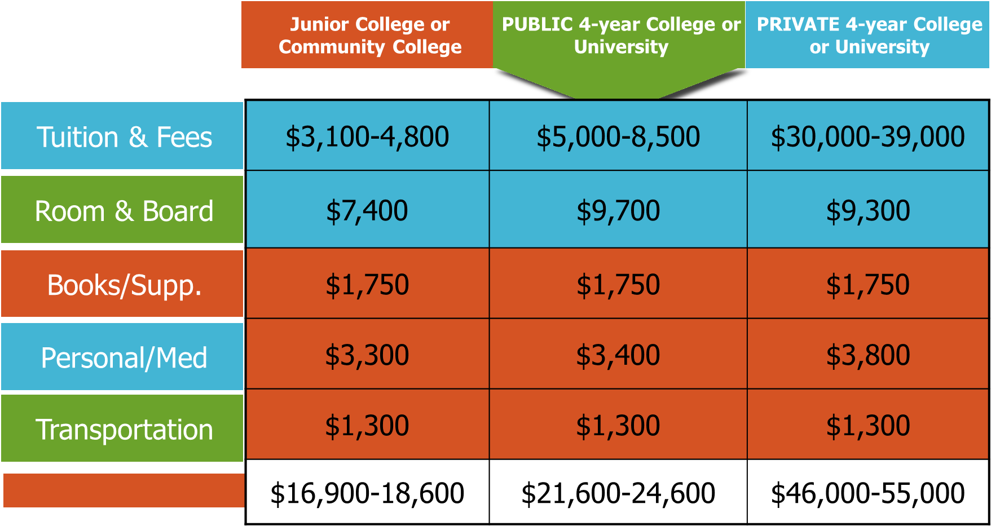 Junior College or
Community College
PUBLIC 4-year College or
University
PRIVATE 4-year College
or University
Tuition & Fees $3,100-4,800 $5,000-8,500 $30,000-39,000
Room & Board $7,400 $9,700 $9,300
Books/Supp. $1,750 $1,750 $1,750
Personal/Med $3,300 $3,400 $3,800
Transportation $1,300 $1,300 $1,300
$16,900-18,600 $21,600-24,600 $46,000-55,000